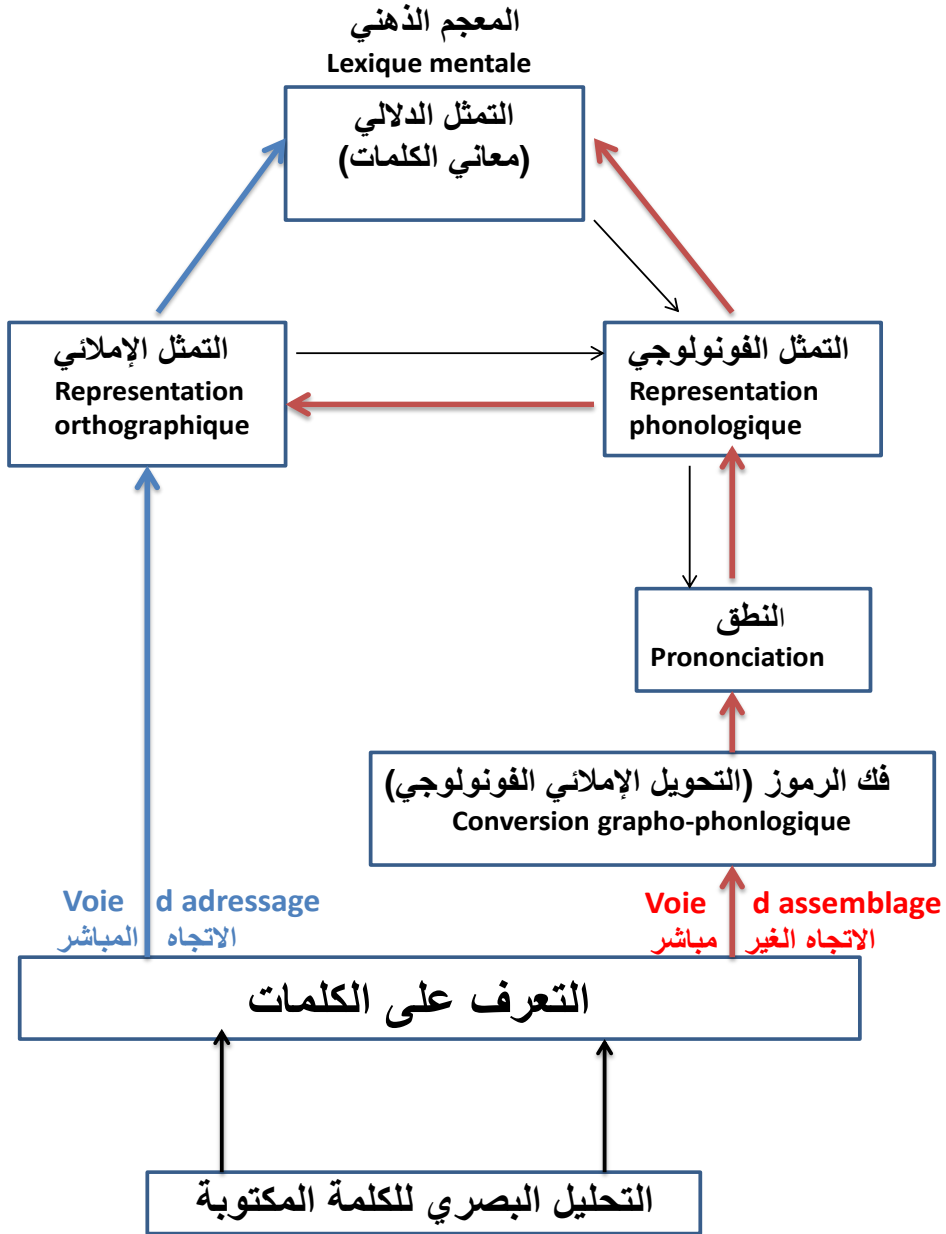 المعجم الذهني
Lexique mentale
التمثل الدلالي
(معاني الكلمات)
التمثل الإملائي
Representation
orthographique
التمثل الفونولوجي
Representation
phonologique
النطق
Prononciation
فك الرموز (التحويل الإملائي الفونولوجي)
Conversion grapho-phonlogique
Voie d adressage
الاتجاه المباشر
Voie d assemblage
الاتجاه الغير مباشر
التعرف على الكلمات
التحليل البصري للكلمة المكتوبة